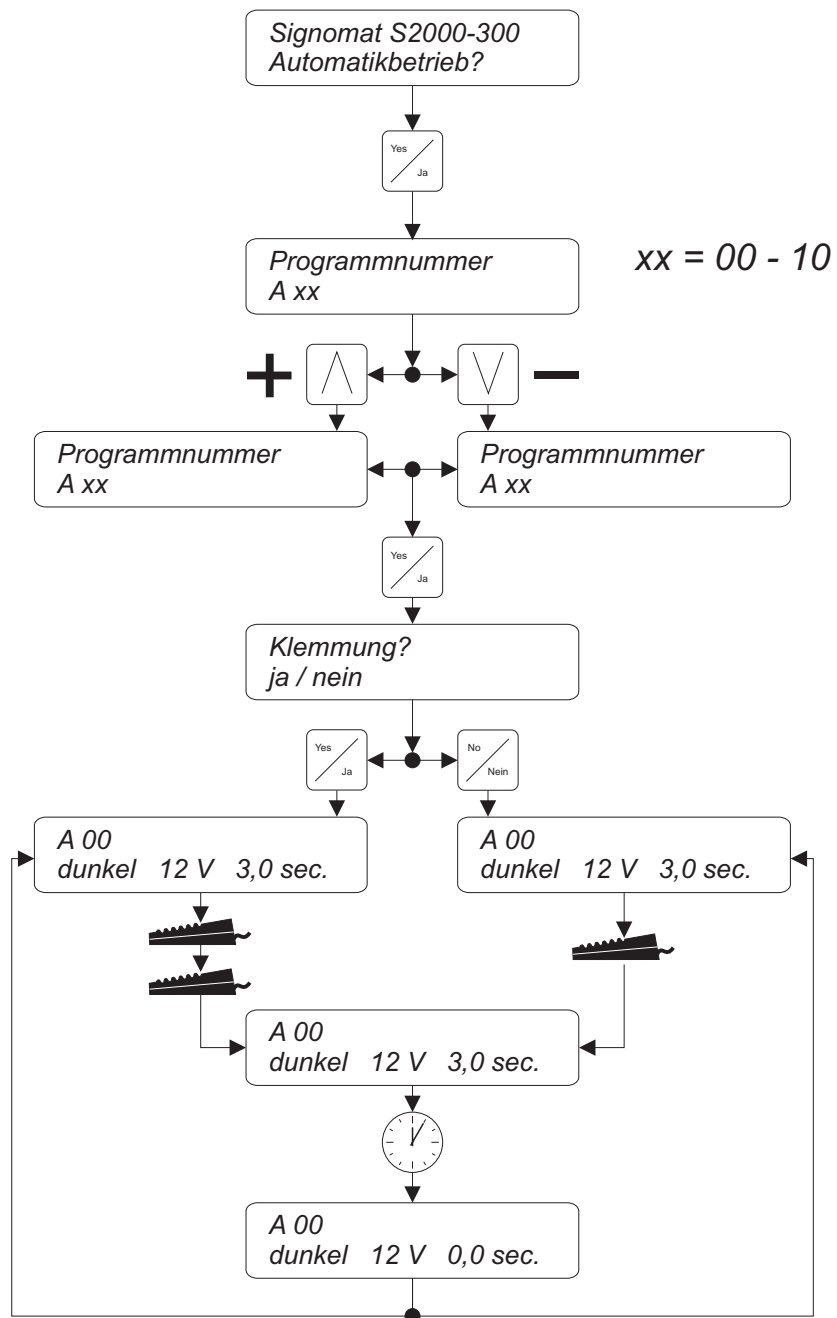 Signomat S2000-300
Automatikbetrieb?
Yes
Ja
Programmnummer
A xx
xx = 00 - 10
+
−
Programmnummer
A xx
Programmnummer
A xx
Yes
Ja
Klemmung?
ja / nein
Yes
Ja
No
Nein
A 00
dunkel 12 V 3,0 sec.
A 00
dunkel 12 V 3,0 sec.
A 00
dunkel 12 V 3,0 sec.
A 00
dunkel 12 V 0,0 sec.